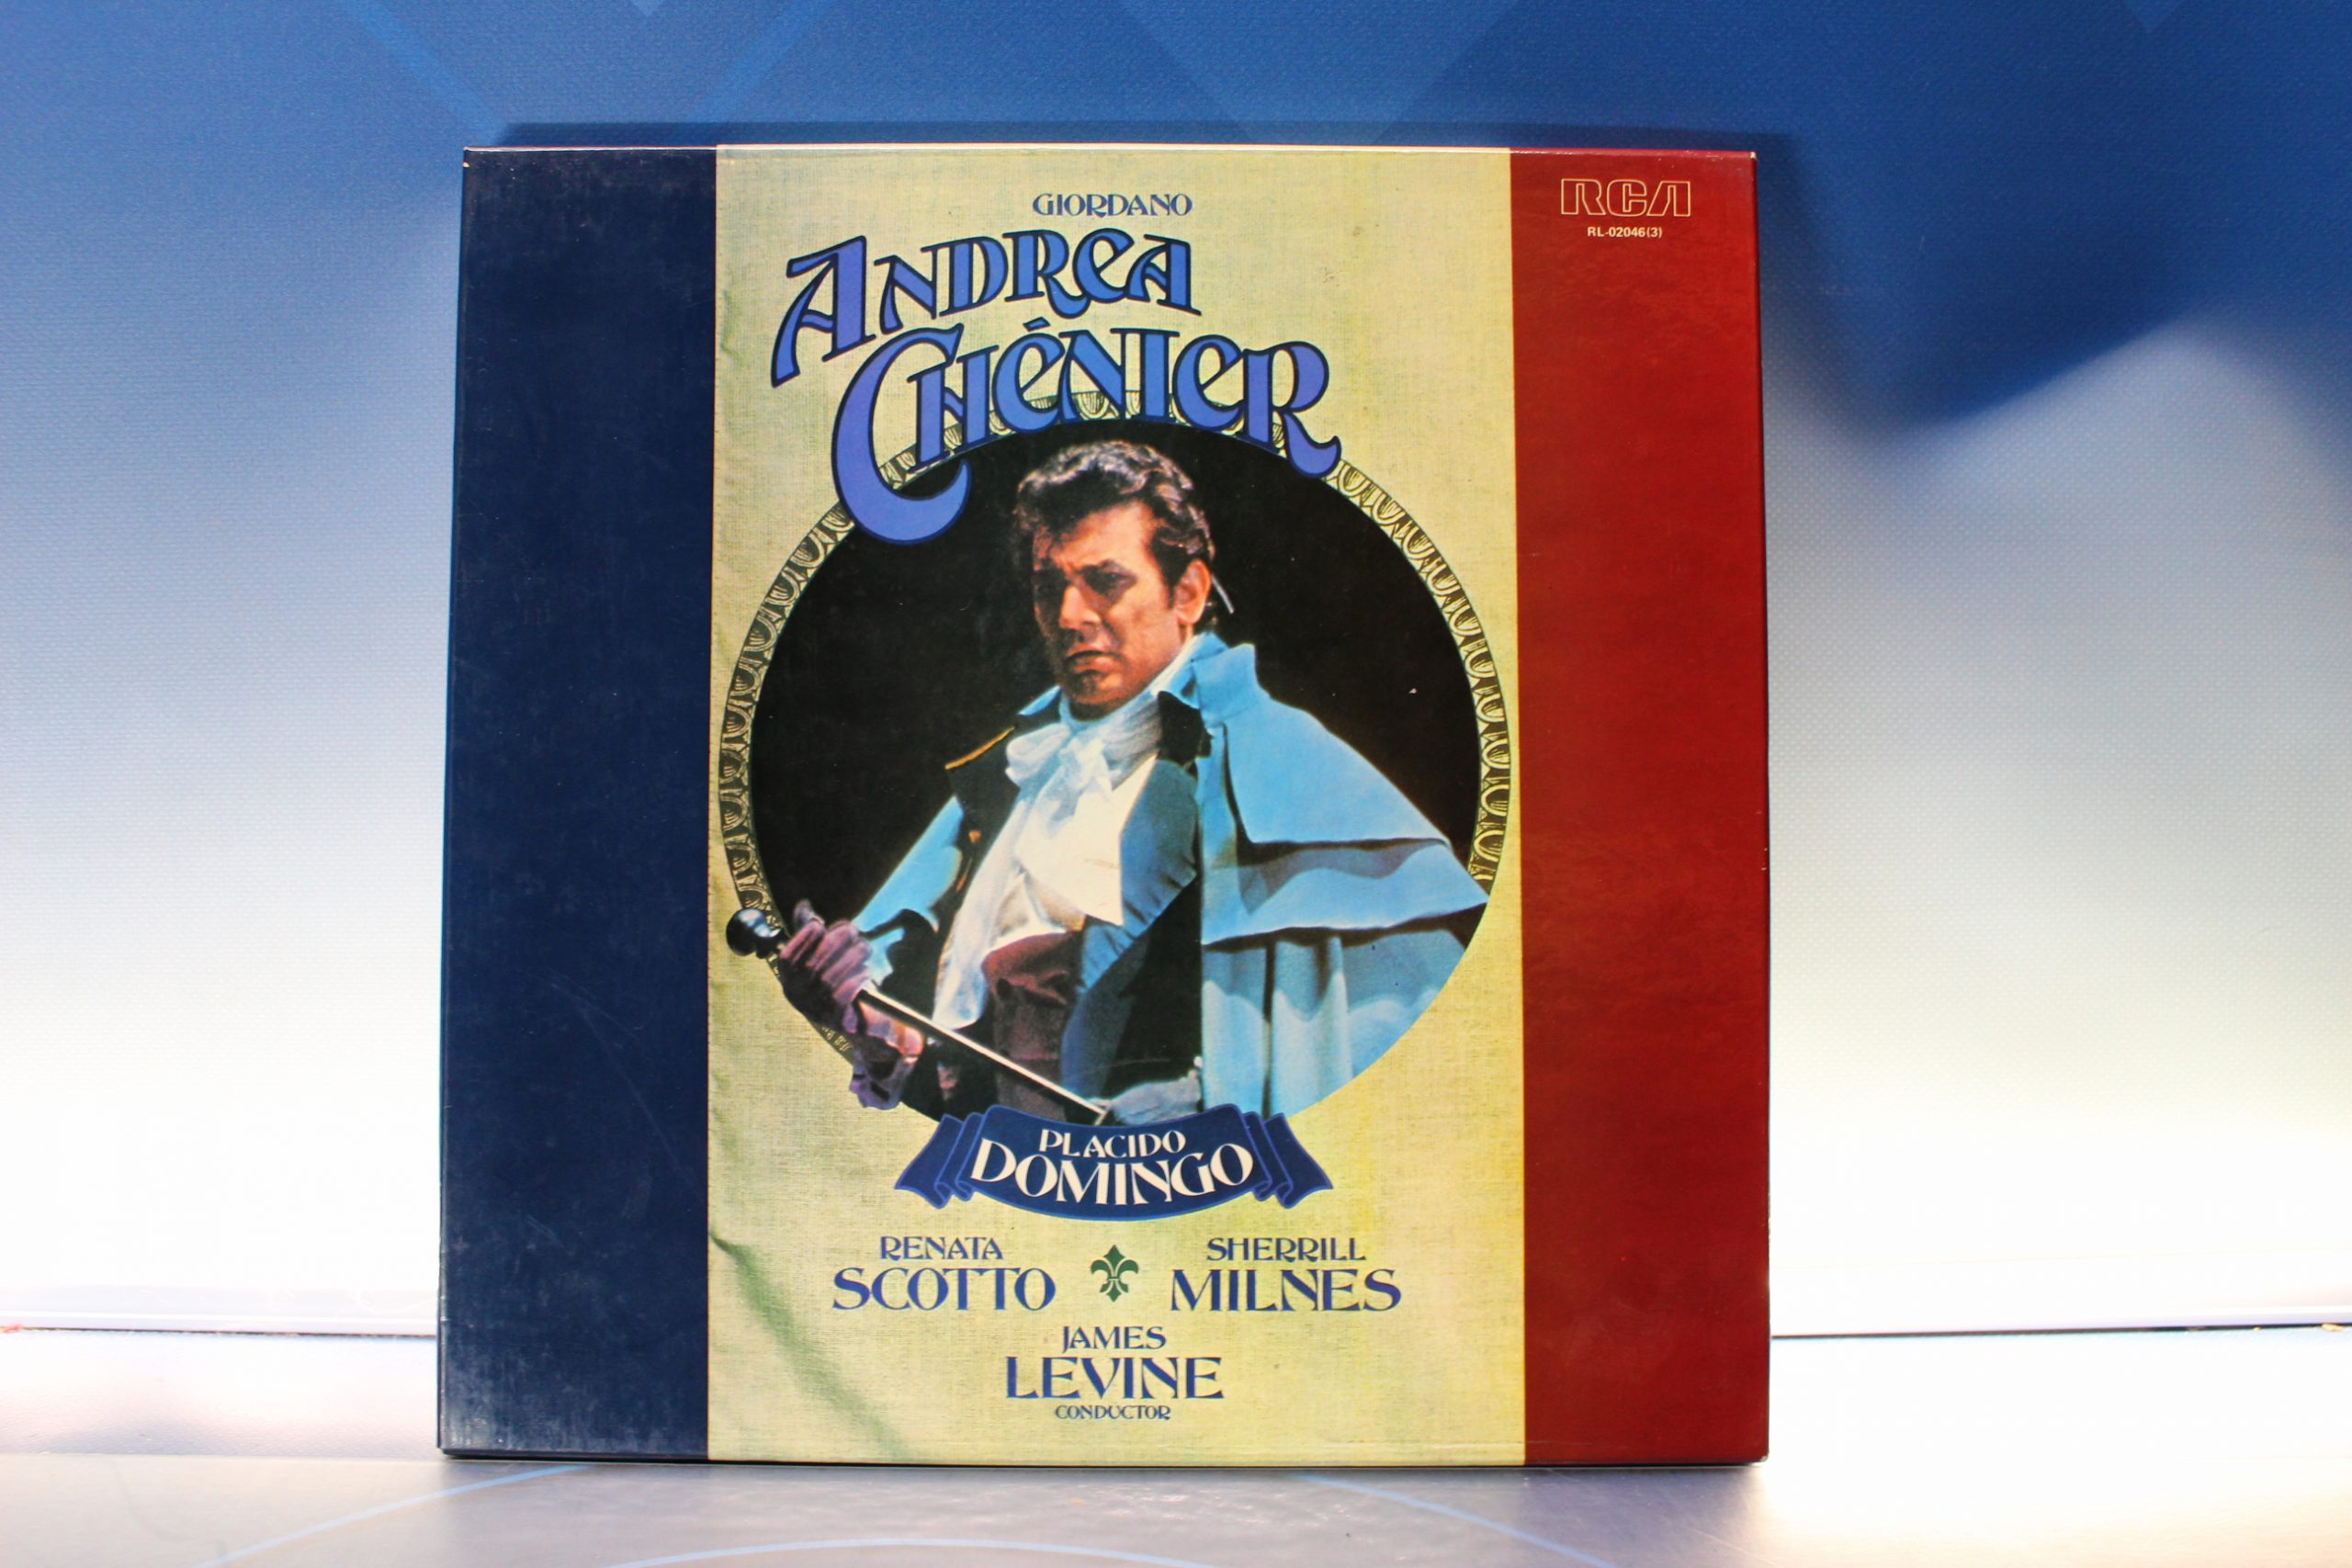 GIORDANO
ANDREA
CHÉNIER
RCA
RL-02046(3)
PLACIDO
DOMINGO
RENATA
SCOTTO
SHERRILL
MILNES
JAMES
LEVINE
CONDUCTOR